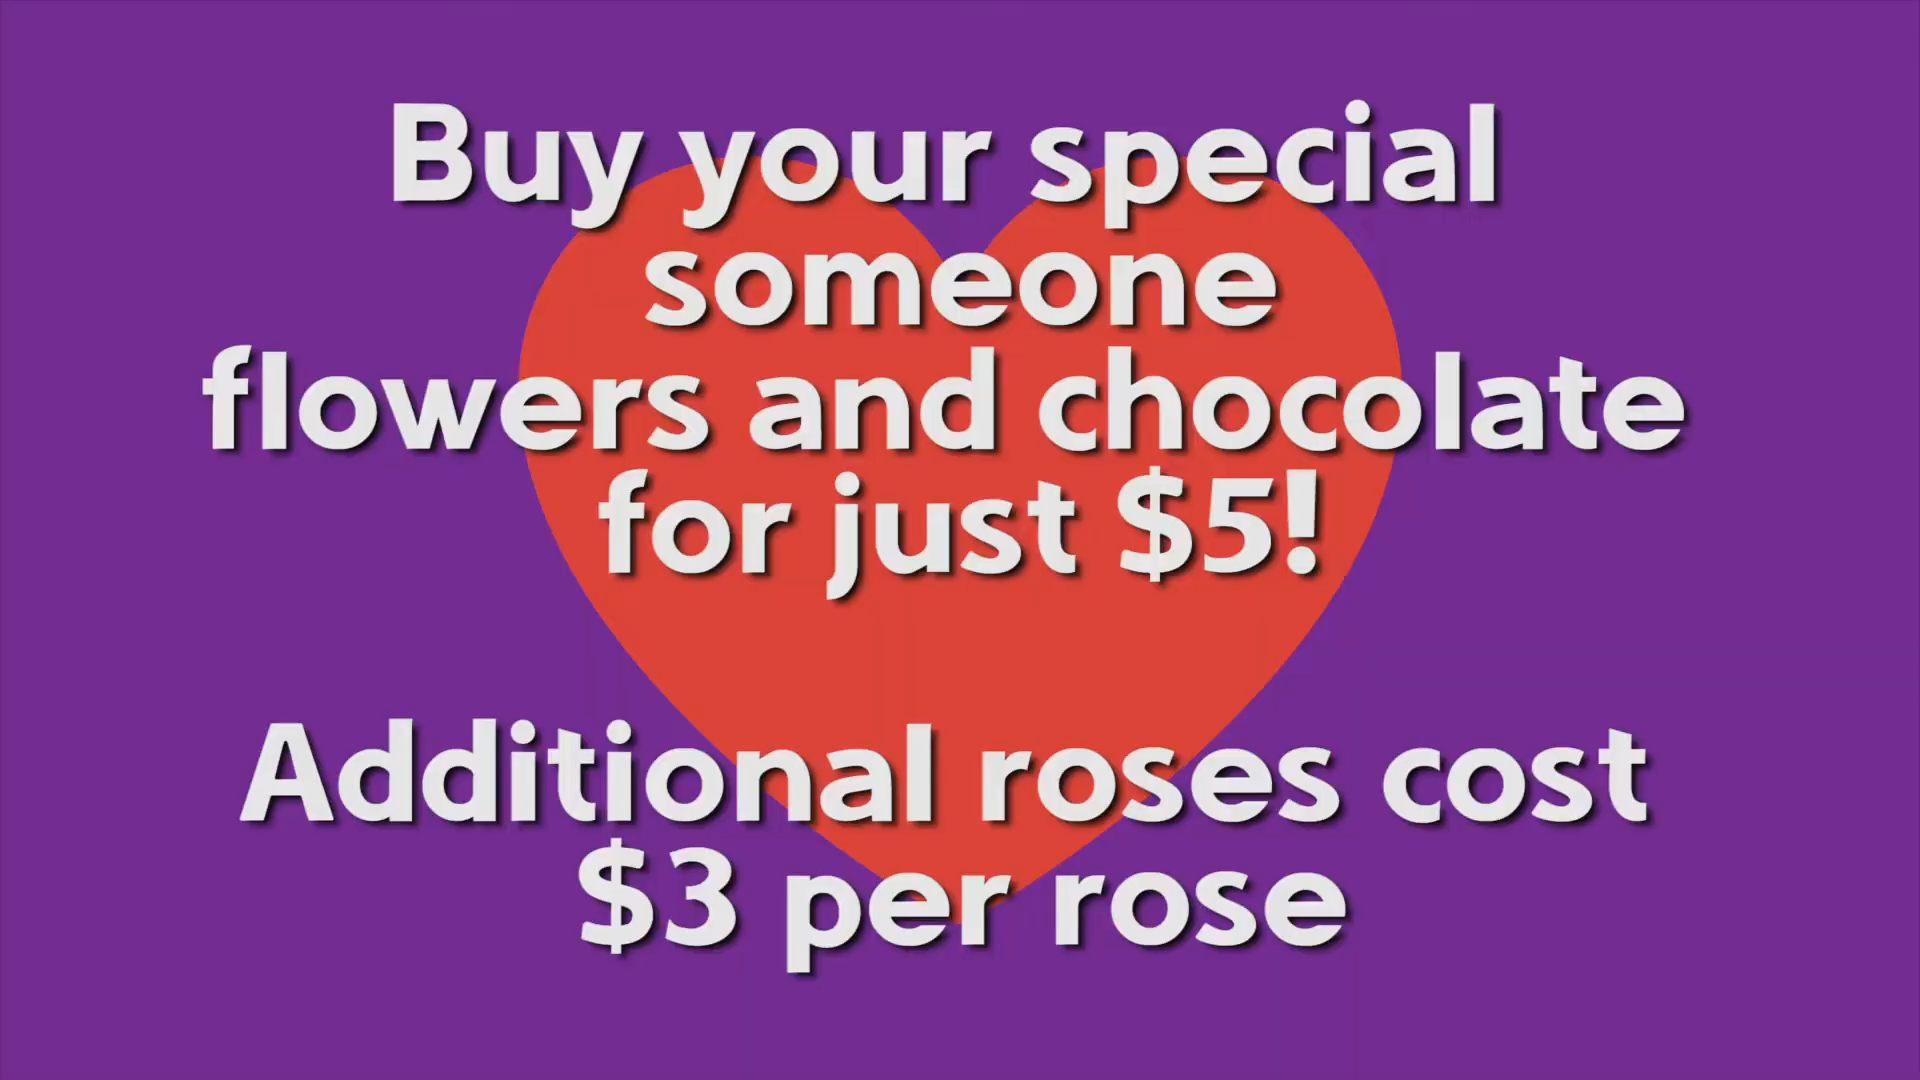 Buy your special
someone
flowers and chocolate
for just $5!
Additional roses cost
$3 per rose